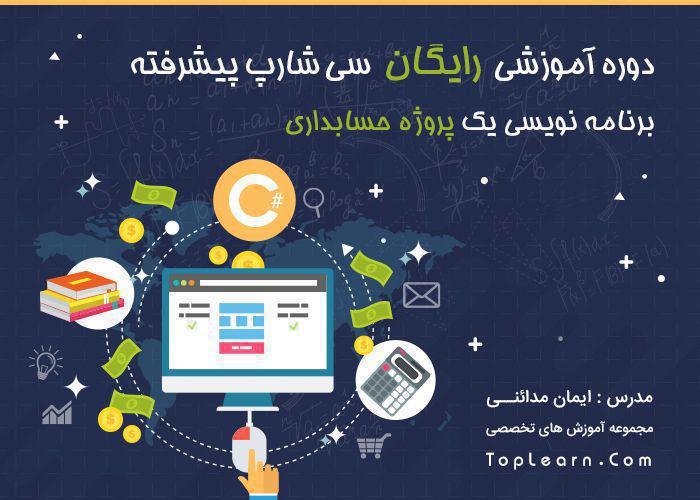 دوره آموزشی رایگان سی شارپ پیشرفته
برنامه نویسی یک پروژه حسابداری
C#
مدرس : ایمان مدائنی
مجموعه آموزش های تخصصی
TopLearn.Com